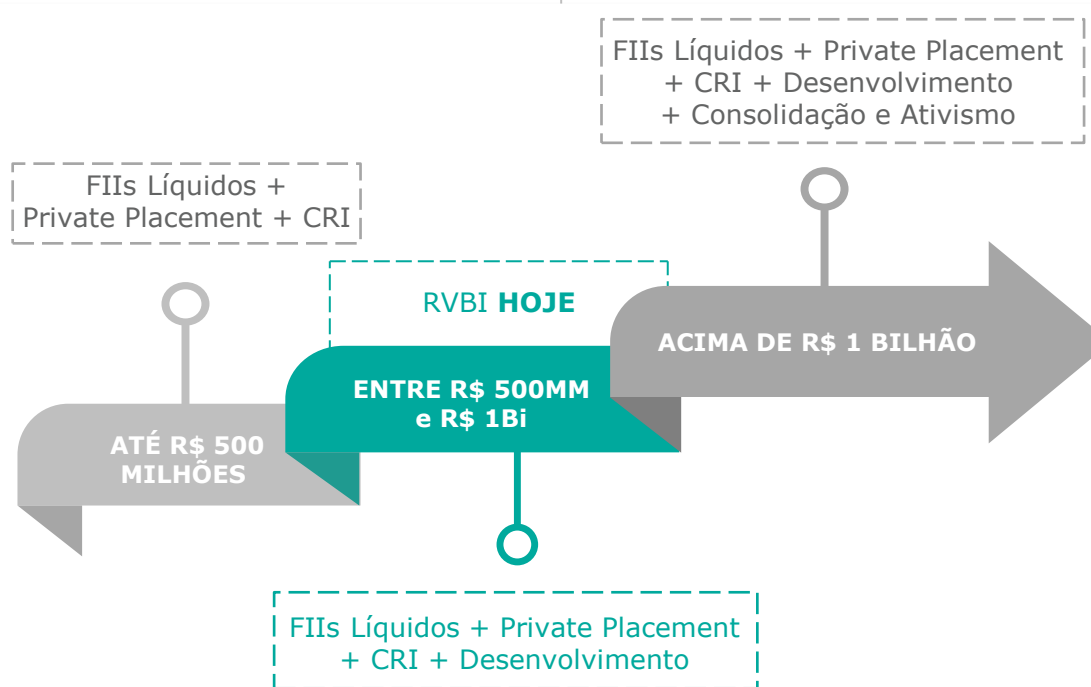 FIIs Líquidos + Private Placement
+ CRI + Desenvolvimento
+ Consolidação e Ativismo
FIIs Líquidos +
Private Placement + CRI
RVBI HOJE
ACIMA DE R$ 1 BILHÃO
ENTRE R$ 500MM
e R$ 1Bi
ATÉ R$ 500
MILHÕES
FIIs Líquidos + Private Placement
+ CRI + Desenvolvimento